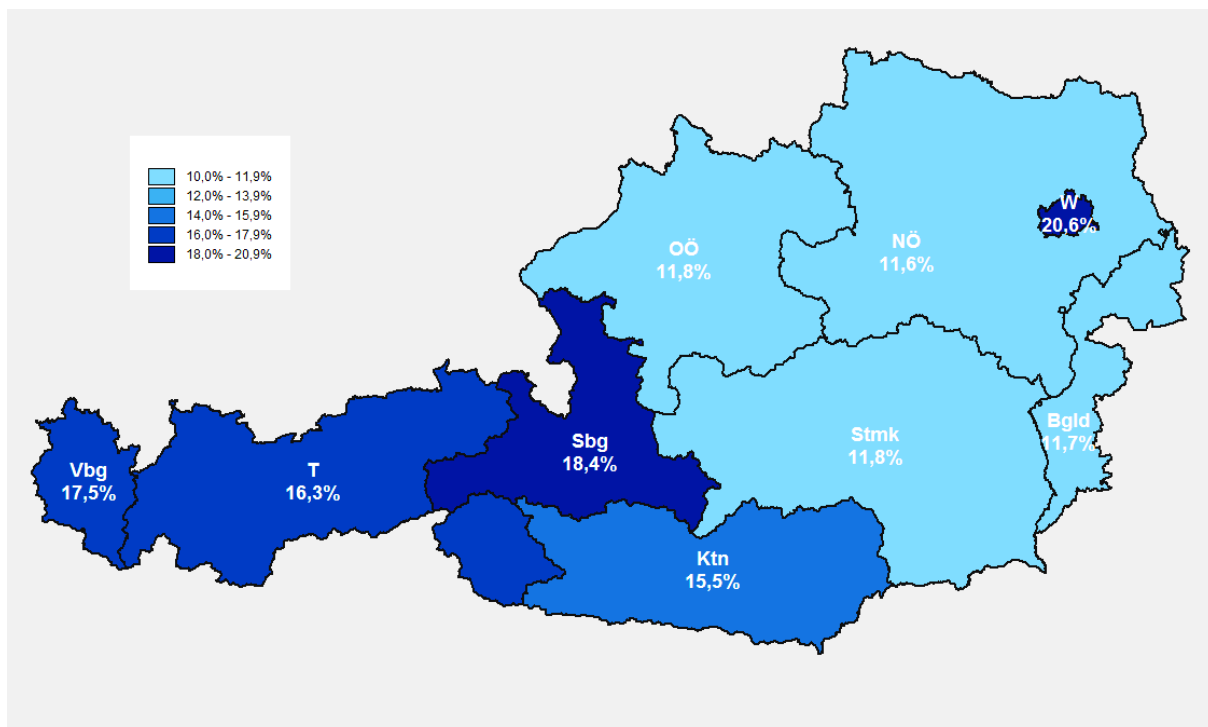 10,0% - 11,9%
12,0% - 13,9%
14,0% - 15,9%
16,0% - 17,9%
18,0% - 20,9%
W
20,6%
NÖ
11,6%
OÖ
11,8%
Bgld
11,7%
Stmk
11,8%
Sbg
18,4%
Vbg
17,5%
T
16,3%
Ktn
15,5%